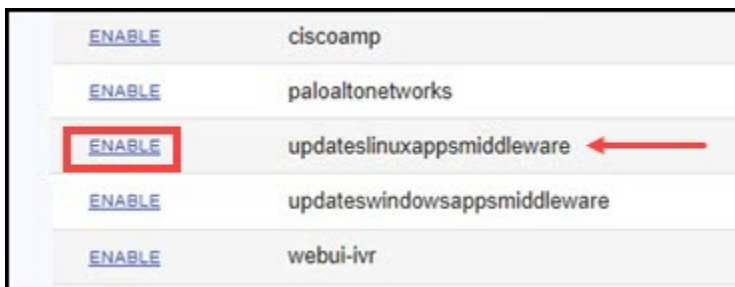 ENABLE ciscoamp
ENABLE paloaltonetworks
ENABLE updateslinuxappsmiddleware
ENABLE updateswindowsappsmiddleware
ENABLE webui-ivr